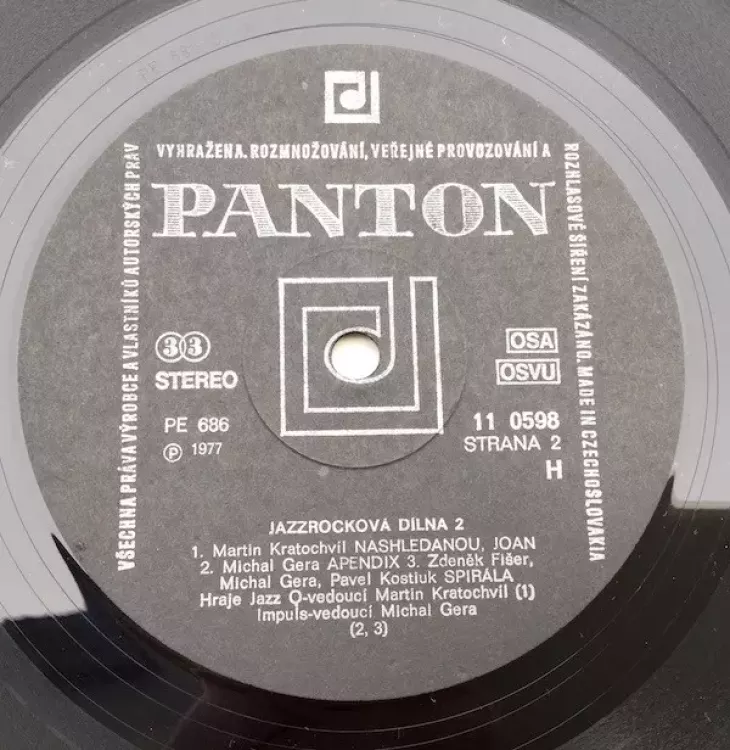 VŠECHNA PRÁVA VÝROBCE A VLASTNÍKŮ AUTORSKÝCH PRÁV
VYHRAŽENA. ROZMNOŽOVÁNÍ, VEŘEJNÉ PROVOZOVÁNÍ A
ROZHLASOVÉ ŠÍŘENÍ ZAKÁZÁNO. MADE IN CZECHOSLOVAKIA
PANTON
33
STEREO
OSA
OSVU
PE 686
℗ 1977
11 0598
STRANA 2
H
JAZZROCKOVÁ DÍLNA 2
1. Martin Kratochvíl NASHLEDANOU, JOAN
2. Michal Gera APENDIX 3. Zdeněk Fišer,
Michal Gera, Pavel Kostiuk SPIRÁLA
Hraje Jazz Q-vedoucí Martin Kratochvíl (1)
Impuls-vedoucí Michal Gera
(2, 3)